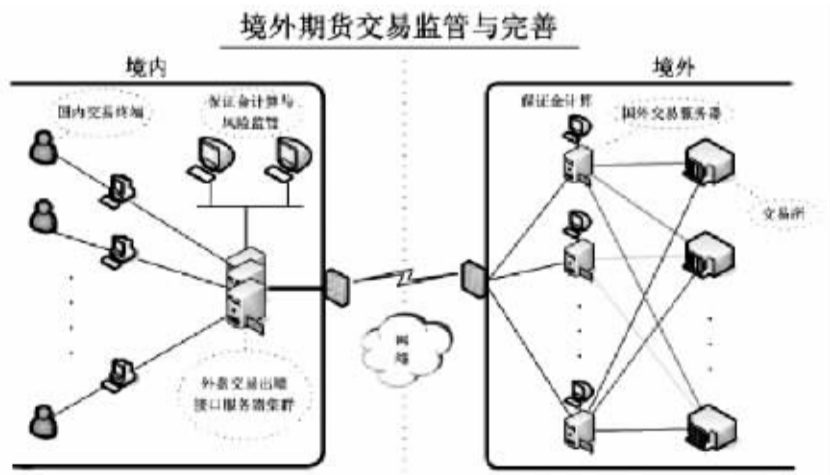 境外期货交易监管与完善
境内
境外
国内交易终端
保证金计算与
风险监管
保证金计算
国外交易服务器
交易所
网
络
外盘交易出端
接口服务器集群